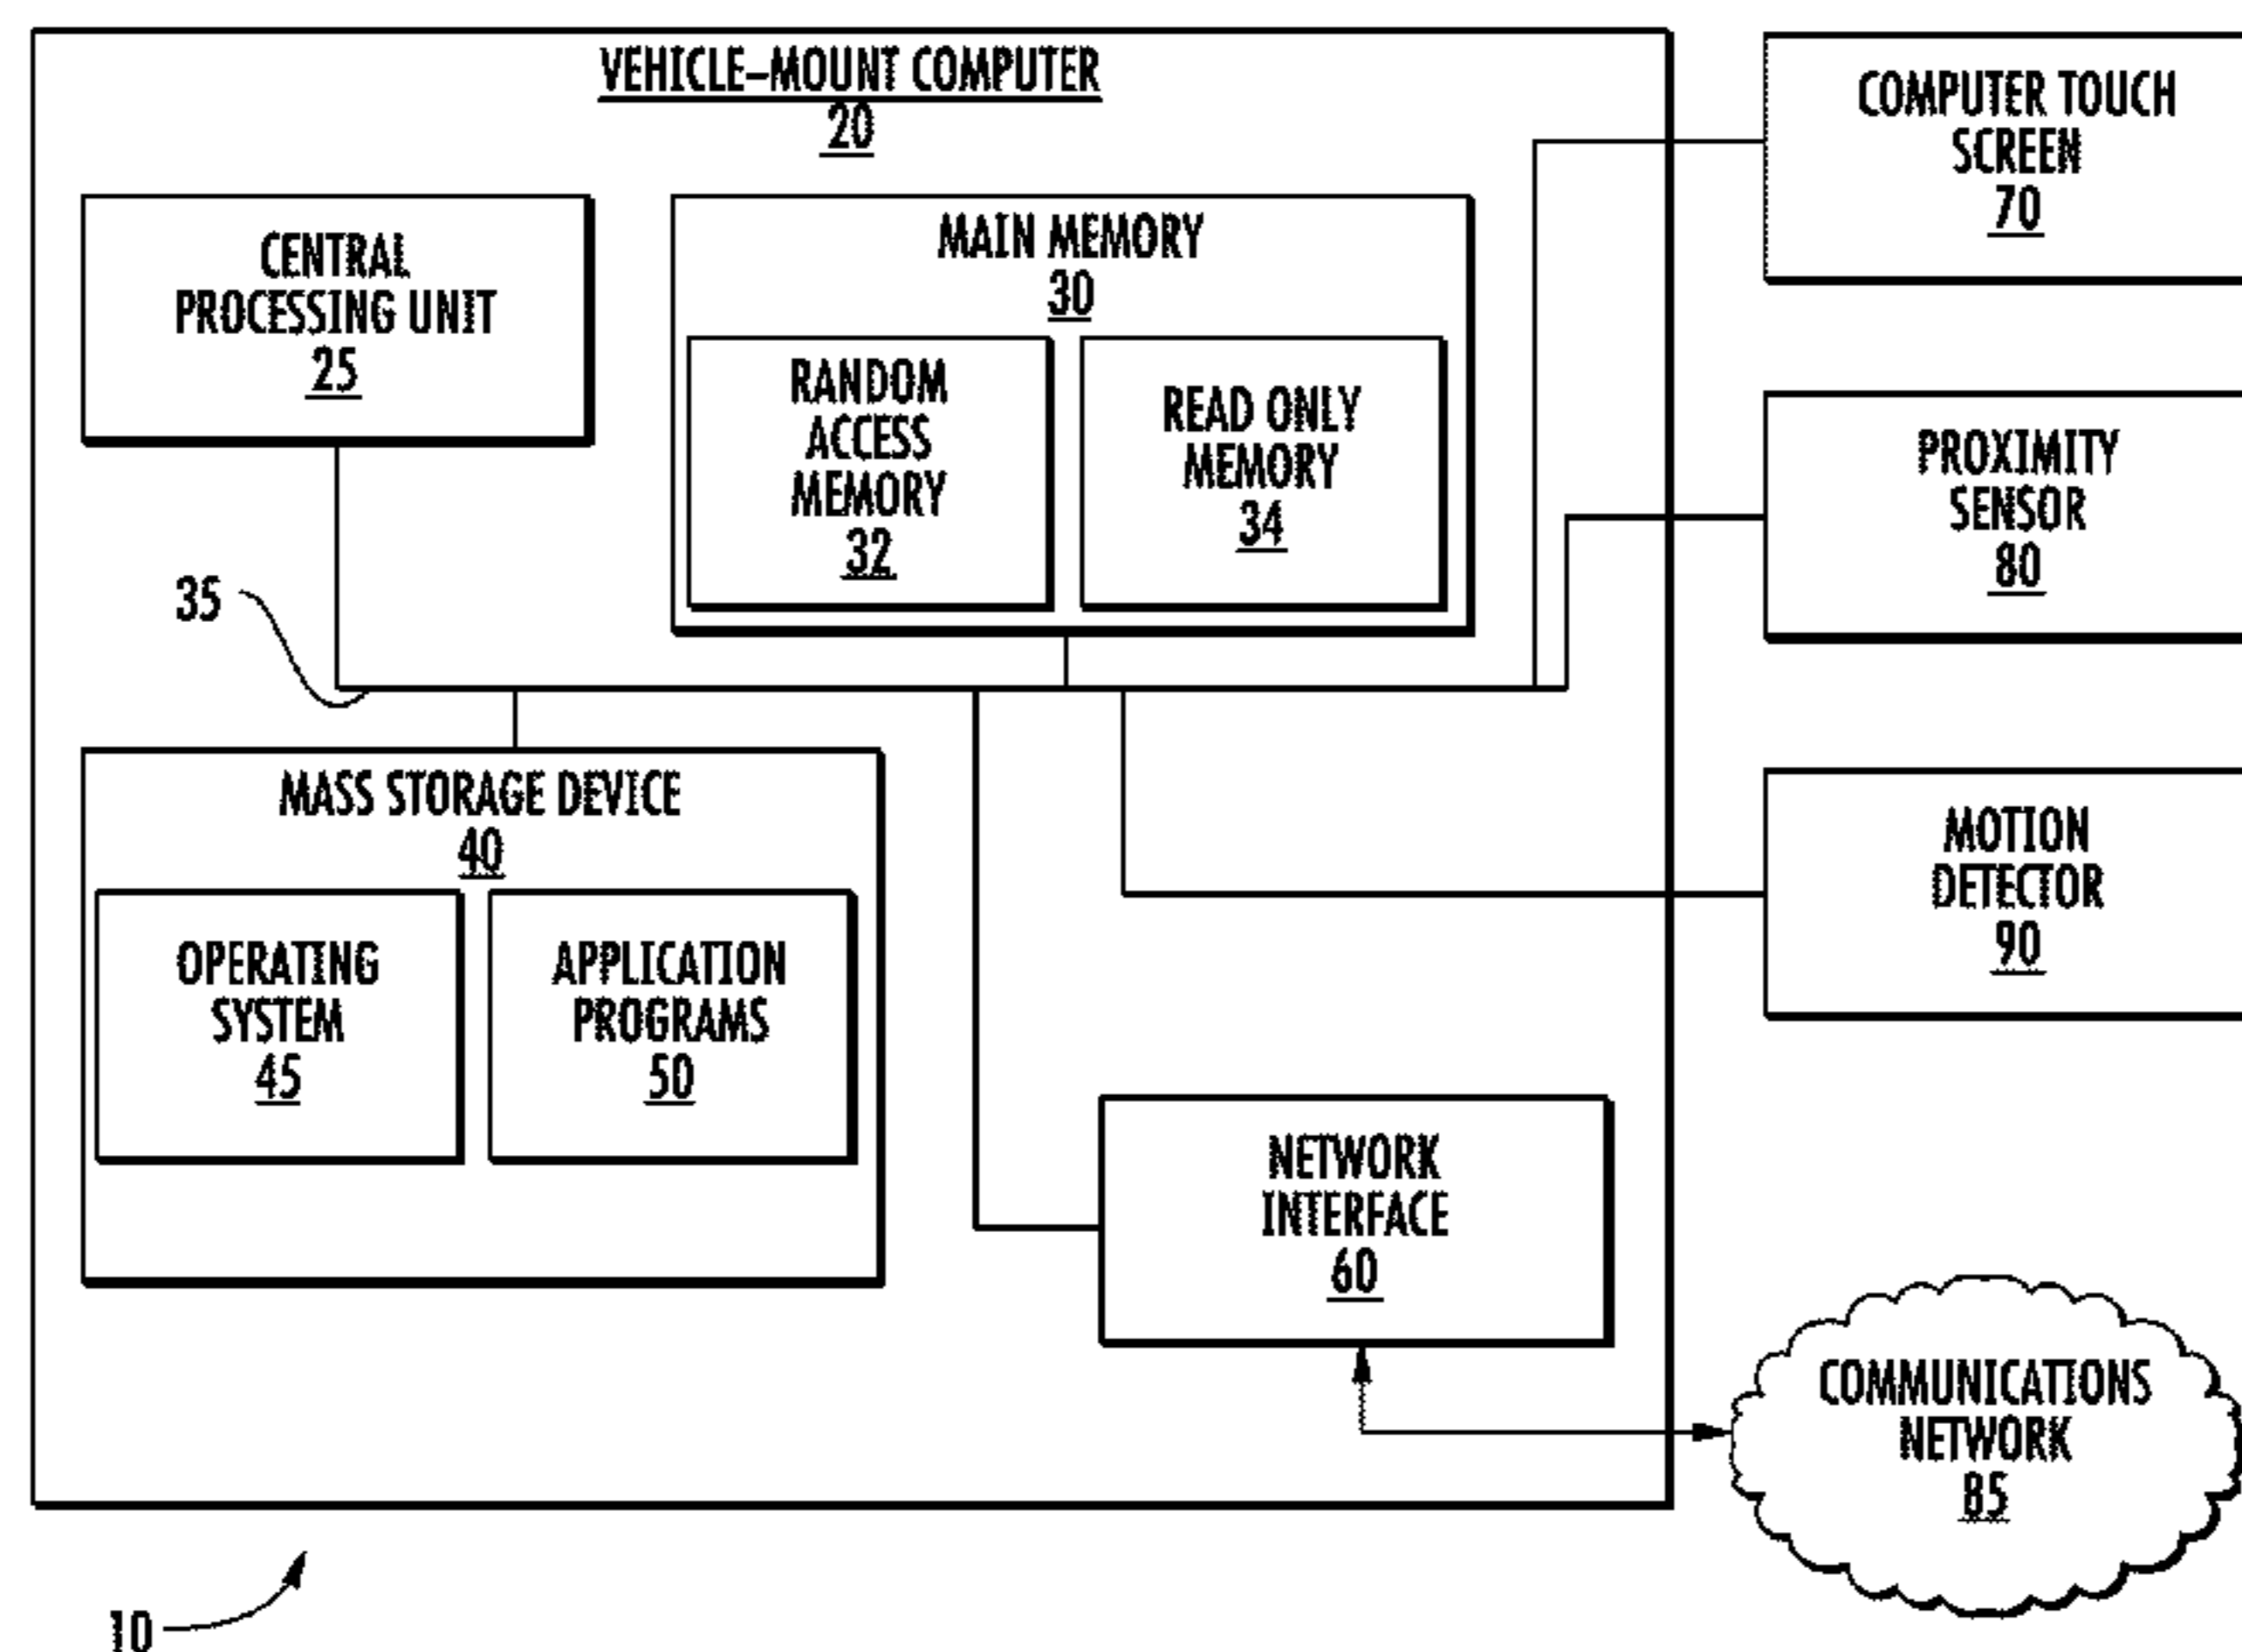 VEHICLE–MOUNT COMPUTER
20
CENTRAL
PROCESSING UNIT
25
MAIN MEMORY
30
RANDOM
ACCESS
MEMORY
32
READ ONLY
MEMORY
34
35
MASS STORAGE DEVICE
40
OPERATING
SYSTEM
45
APPLICATION
PROGRAMS
50
NETWORK
INTERFACE
60
COMPUTER TOUCH
SCREEN
70
PROXIMITY
SENSOR
80
MOTION
DETECTOR
90
COMMUNICATIONS
NETWORK
85
10